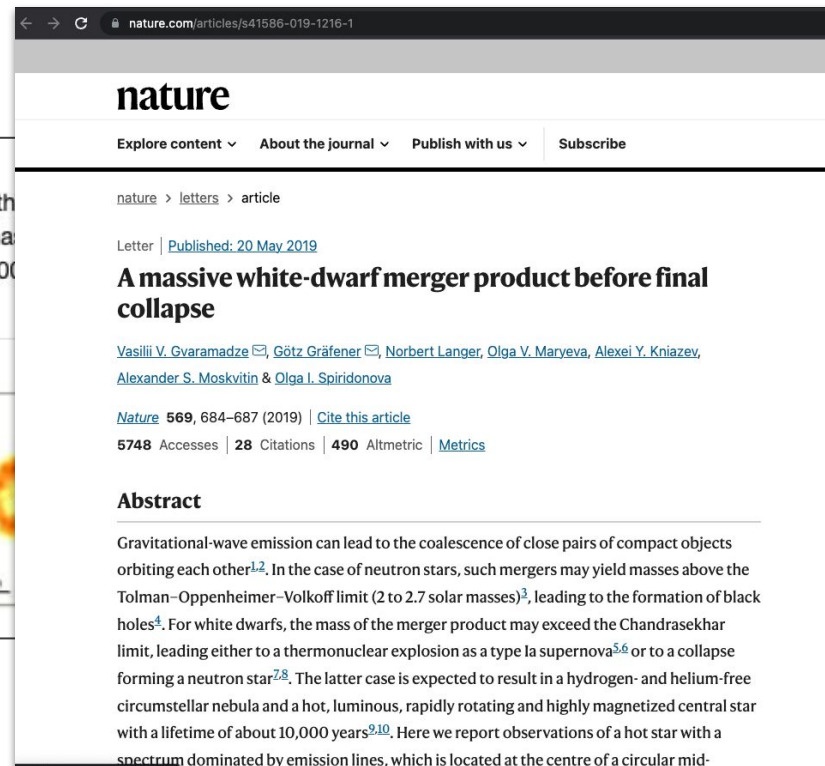 nature.com/articles/s41586-019-1216-1
nature
Explore content About the journal Publish with us Subscribe
nature > letters > article
Letter | Published: 20 May 2019
A massive white-dwarf merger product before final
collapse
Vasilii V. Gvaramadze, Götz Gräfener, Norbert Langer, Olga V. Maryeva, Alexei Y. Kniazev,
Alexander S. Moskvitin & Olga I. Spiridonova
Nature 569, 684–687 (2019) | Cite this article
5748 Accesses | 28 Citations | 490 Altmetric | Metrics
Abstract
Gravitational-wave emission can lead to the coalescence of close pairs of compact objects
orbiting each other1,2. In the case of neutron stars, such mergers may yield masses above the
Tolman–Oppenheimer–Volkoff limit (2 to 2.7 solar masses)3, leading to the formation of black
holes4. For white dwarfs, the mass of the merger product may exceed the Chandrasekhar
limit, leading either to a thermonuclear explosion as a type Ia supernova5,6 or to a collapse
forming a neutron star7,8. The latter case is expected to result in a hydrogen- and helium-free
circumstellar nebula and a hot, luminous, rapidly rotating and highly magnetized central star
with a lifetime of about 10,000 years9,10. Here we report observations of a hot star with a
spectrum dominated by emission lines, which is located at the centre of a circular mid-